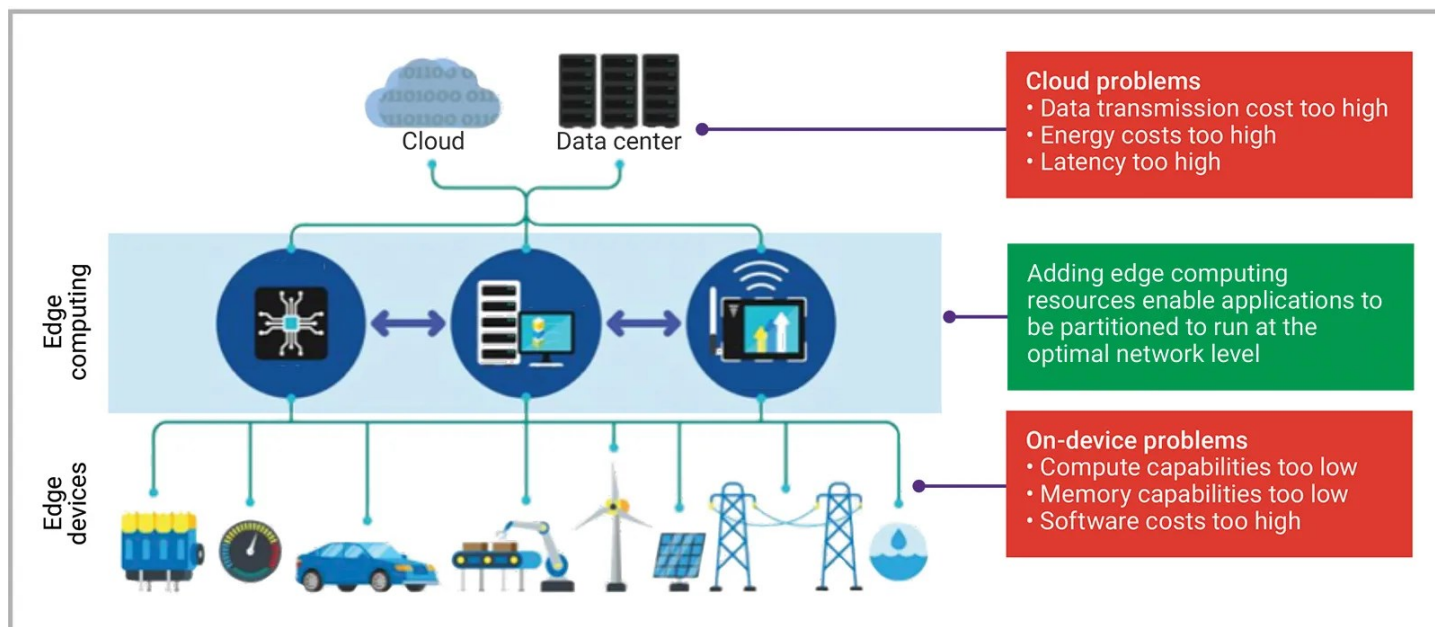 Cloud
Data center
Cloud problems
• Data transmission cost too high
• Energy costs too high
• Latency too high
Edge
computing
Adding edge computing
resources enable applications to
be partitioned to run at the
optimal network level
Edge
devices
On-device problems
• Compute capabilities too low
• Memory capabilities too low
• Software costs too high